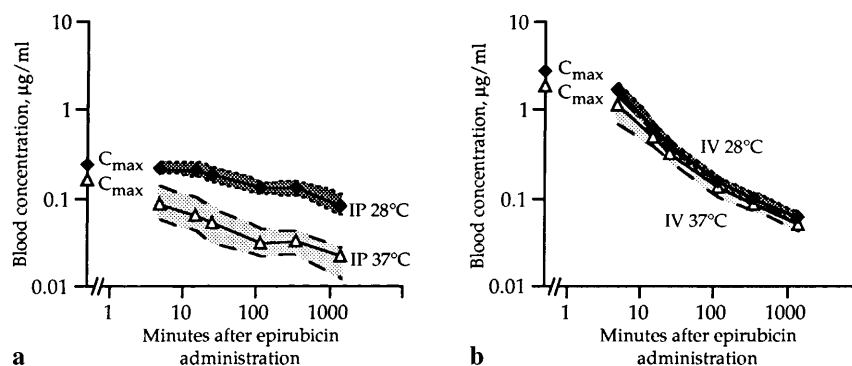 10
1
0.1
0.01
Blood concentration, µg/ml
Cmax
Cmax
IP 28°C
IP 37°C
1 10 100 1000
Minutes after epirubicin
administration
a
10
1
0.1
0.01
Blood concentration, µg/ml
Cmax
Cmax
IV 28°C
IV 37°C
1 10 100 1000
Minutes after epirubicin
administration
b